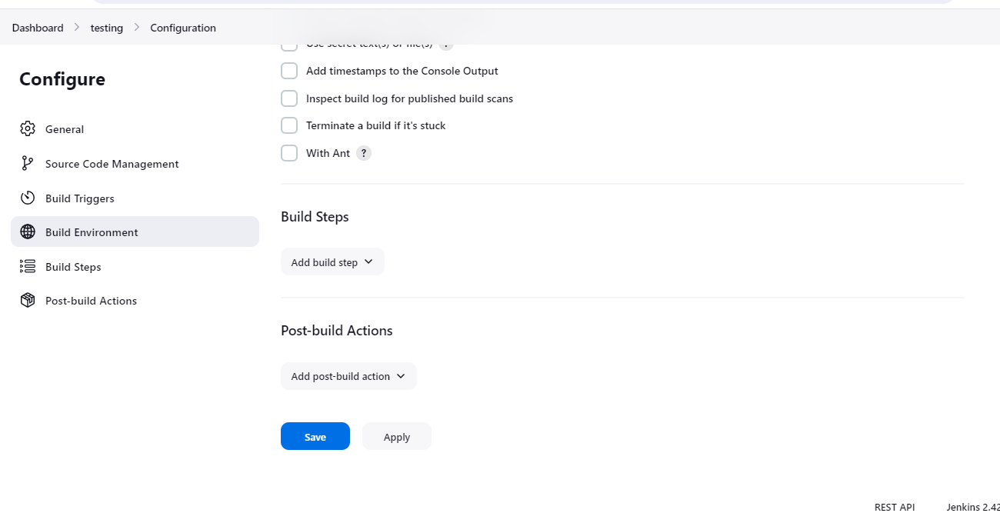 Dashboard > testing > Configuration
Configure
General
Source Code Management
Build Triggers
Build Environment
Build Steps
Post-build Actions
Use secret text(s) or file(s) ?
Add timestamps to the Console Output
Inspect build log for published build scans
Terminate a build if it's stuck
With Ant ?
Build Steps
Add build step
Post-build Actions
Add post-build action
Save Apply
REST API Jenkins 2.42